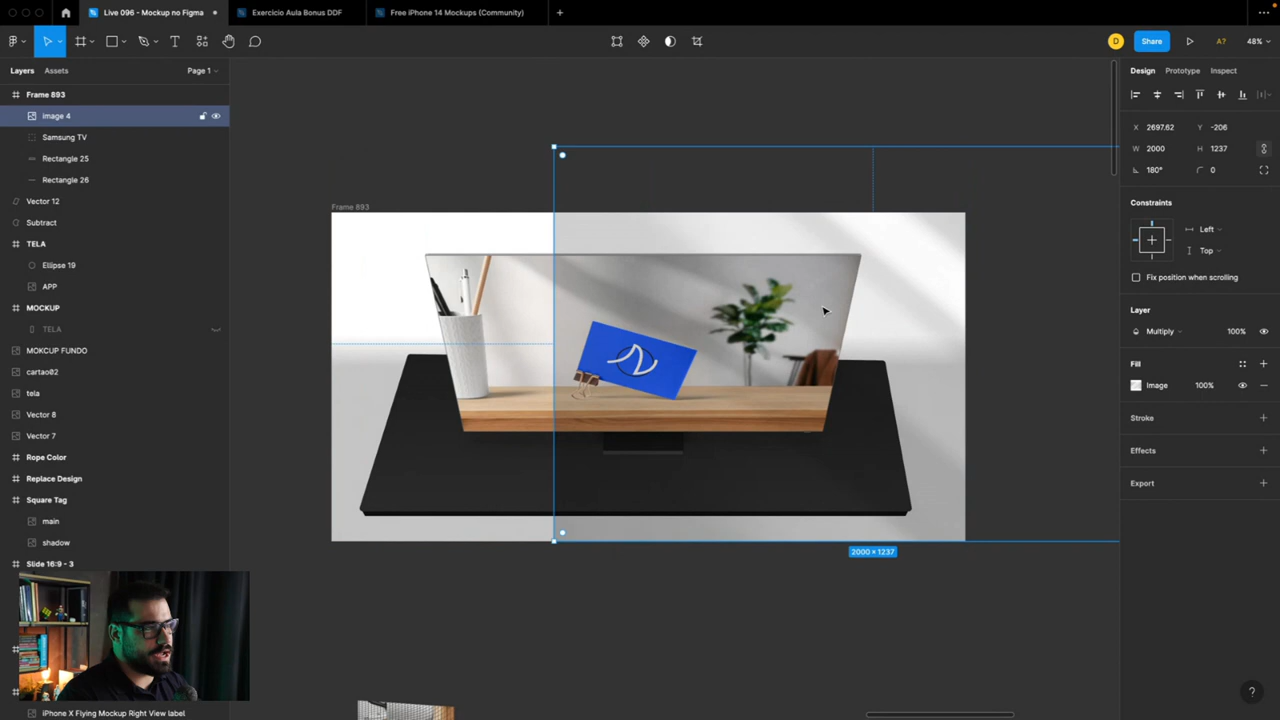 Live 096 - Mockup no Figma
Exercício Aula Bonus DDF
Free iPhone 14 Mockups (Community)
D
Share
A?
48%
Layers
Assets
Page 1
Design
Prototype
Inspect
Frame 893
image 4
Samsung TV
Rectangle 25
Rectangle 26
Vector 12
Subtract
TELA
Ellipse 19
APP
MOCKUP
TELA
MOKCUP FUNDO
cartao02
tela
Vector 8
Vector 7
Rope Color
Replace Design
Square Tag
main
shadow
Slide 16:9 - 3
iPhone X Flying Mockup Right View label
Frame 893
2000 × 1237
X 2697.62 Y -206
W 2000 H 1237
180° 0
Constraints
Left
Top
Fix position when scrolling
Layer
Multiply 100%
Fill
Image 100%
Stroke
Effects
Export
?